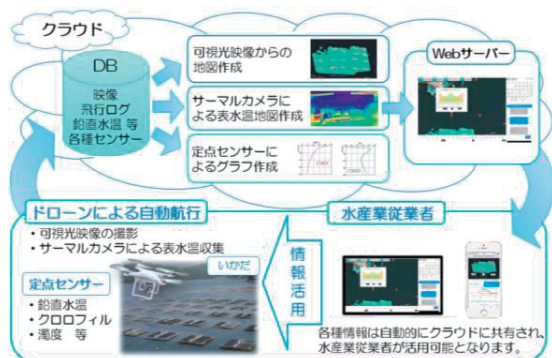 クラウド
DB
映像
飛行ログ
鉛直水温 等
各種センサー
可視光映像からの
地図作成
サーマルカメラに
よる表水温地図作成
定点センサーに
よるグラフ作成
Webサーバー
ドローンによる自動航行
・可視光映像の撮影
・サーマルカメラによる表水温収集
いかだ
定点センサー
・鉛直水温
・クロロフィル
・濁度 等
情報活用
水産業従業者
各種情報は自動的にクラウドに共有され、
水産業従業者が活用可能となります。